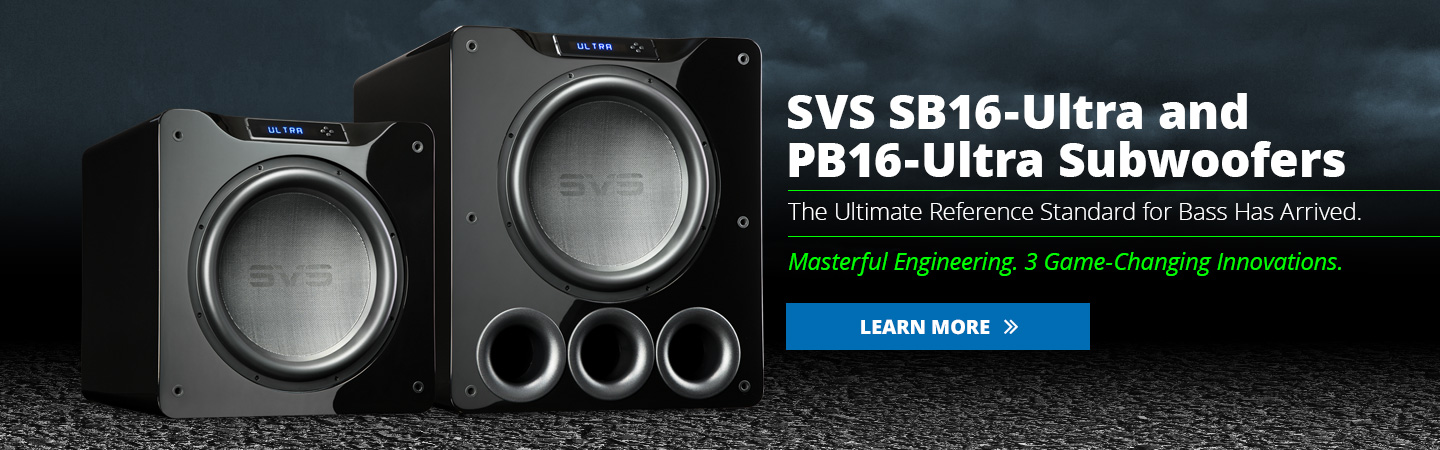 ULTRA
ULTRA
SVS
SVS
SVS SB16-Ultra and
PB16-Ultra Subwoofers
The Ultimate Reference Standard for Bass Has Arrived.
Masterful Engineering. 3 Game-Changing Innovations.
LEARN MORE »